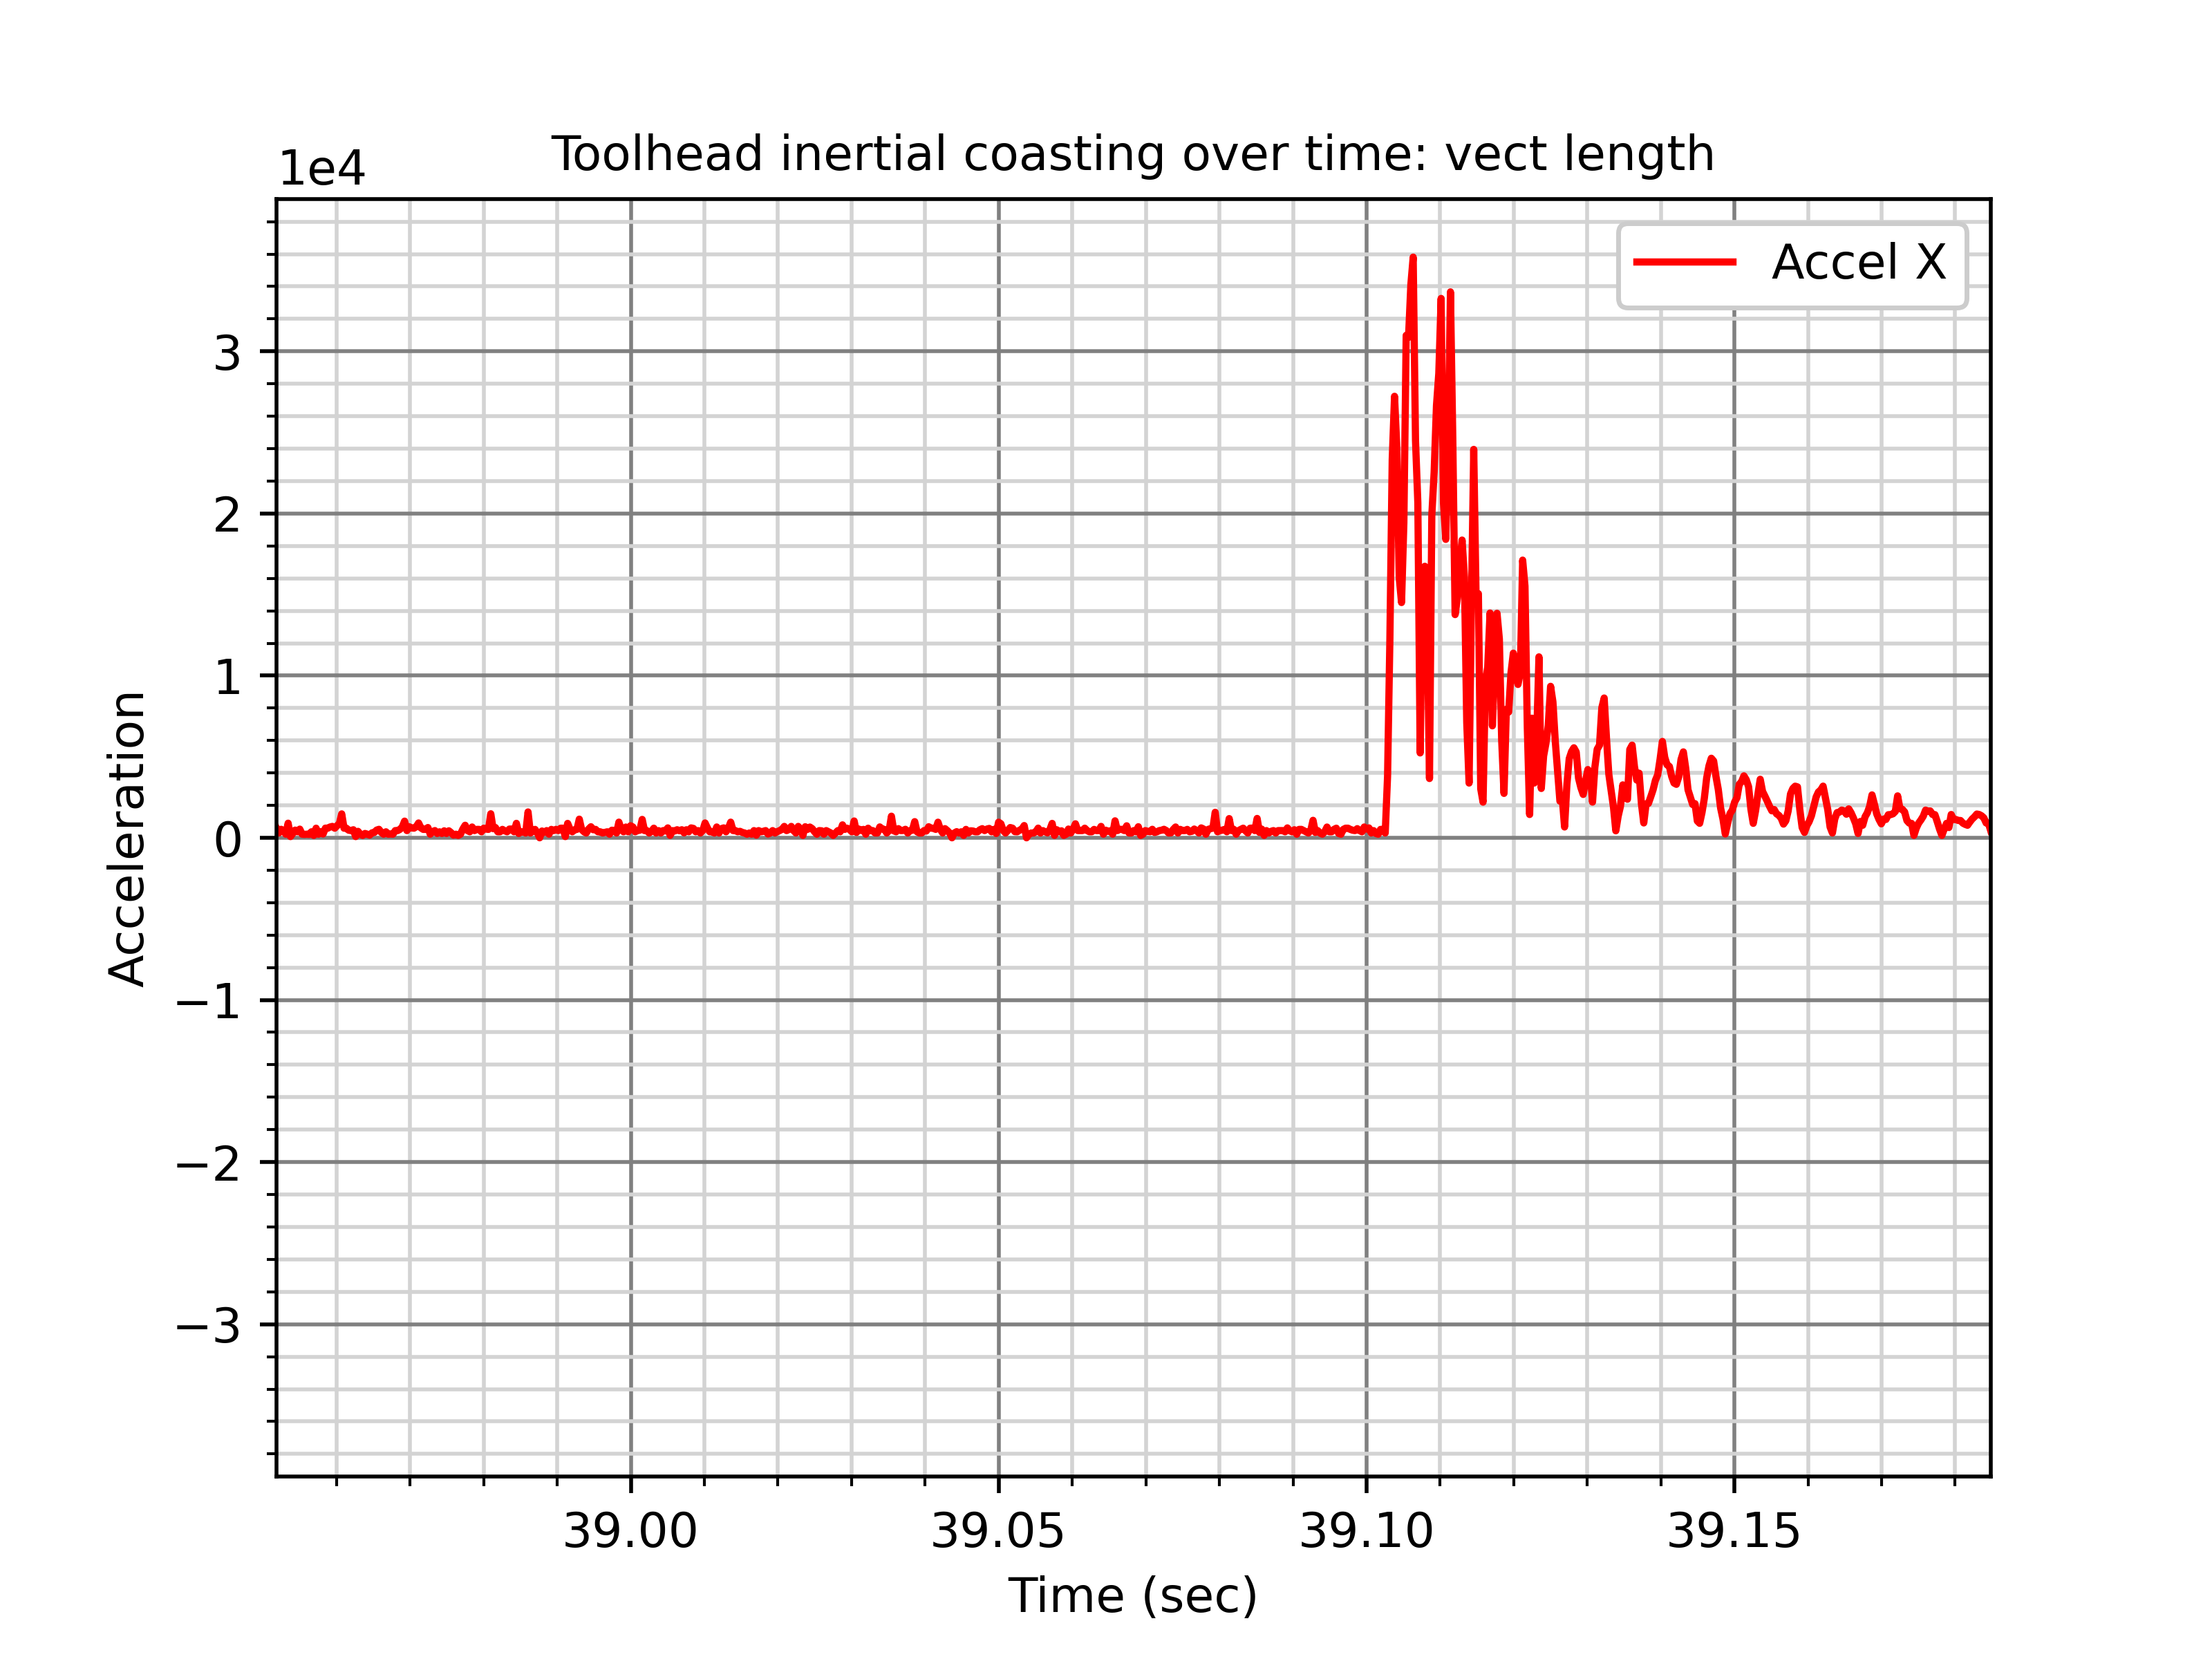 Toolhead inertial coasting over time: vect length
1e4
Accel X
3
2
1
0
−1
−2
−3
Acceleration
39.00 39.05 39.10 39.15
Time (sec)